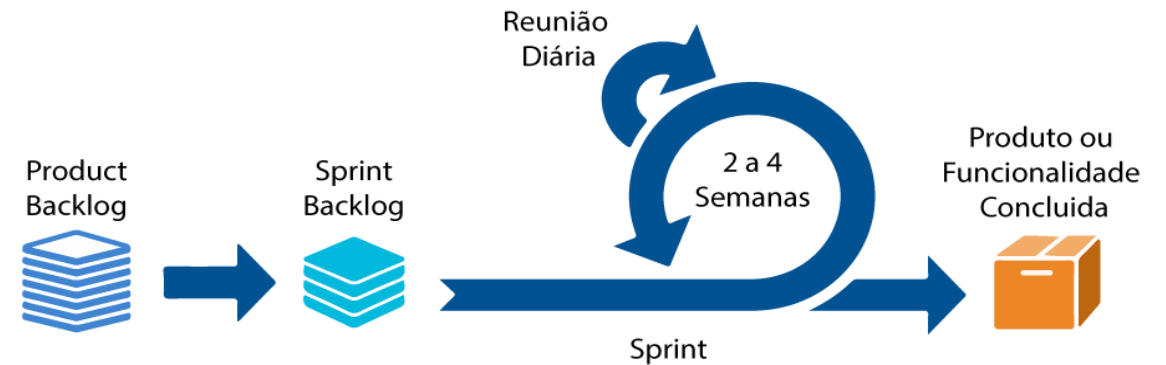 Product
Backlog
Sprint
Backlog
Reunião
Diária
2 a 4
Semanas
Sprint
Produto ou
Funcionalidade
Concluida